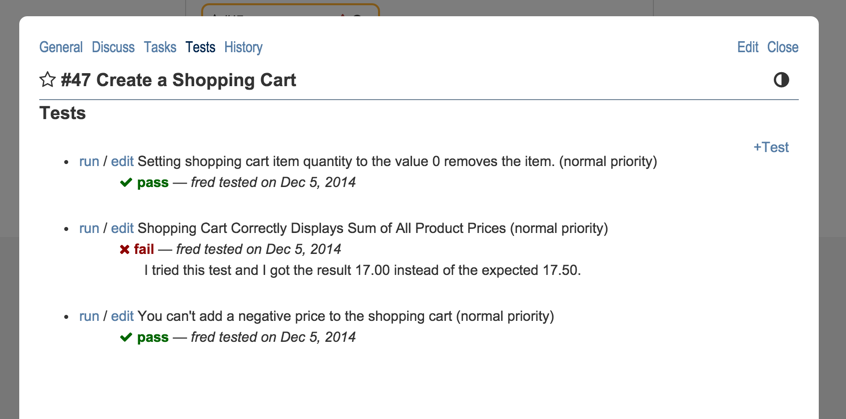 General Discuss Tasks Tests History Edit Close
#47 Create a Shopping Cart
Tests
+Test
run / edit Setting shopping cart item quantity to the value 0 removes the item. (normal priority)
pass — fred tested on Dec 5, 2014
run / edit Shopping Cart Correctly Displays Sum of All Product Prices (normal priority)
fail — fred tested on Dec 5, 2014
I tried this test and I got the result 17.00 instead of the expected 17.50.
run / edit You can't add a negative price to the shopping cart (normal priority)
pass — fred tested on Dec 5, 2014